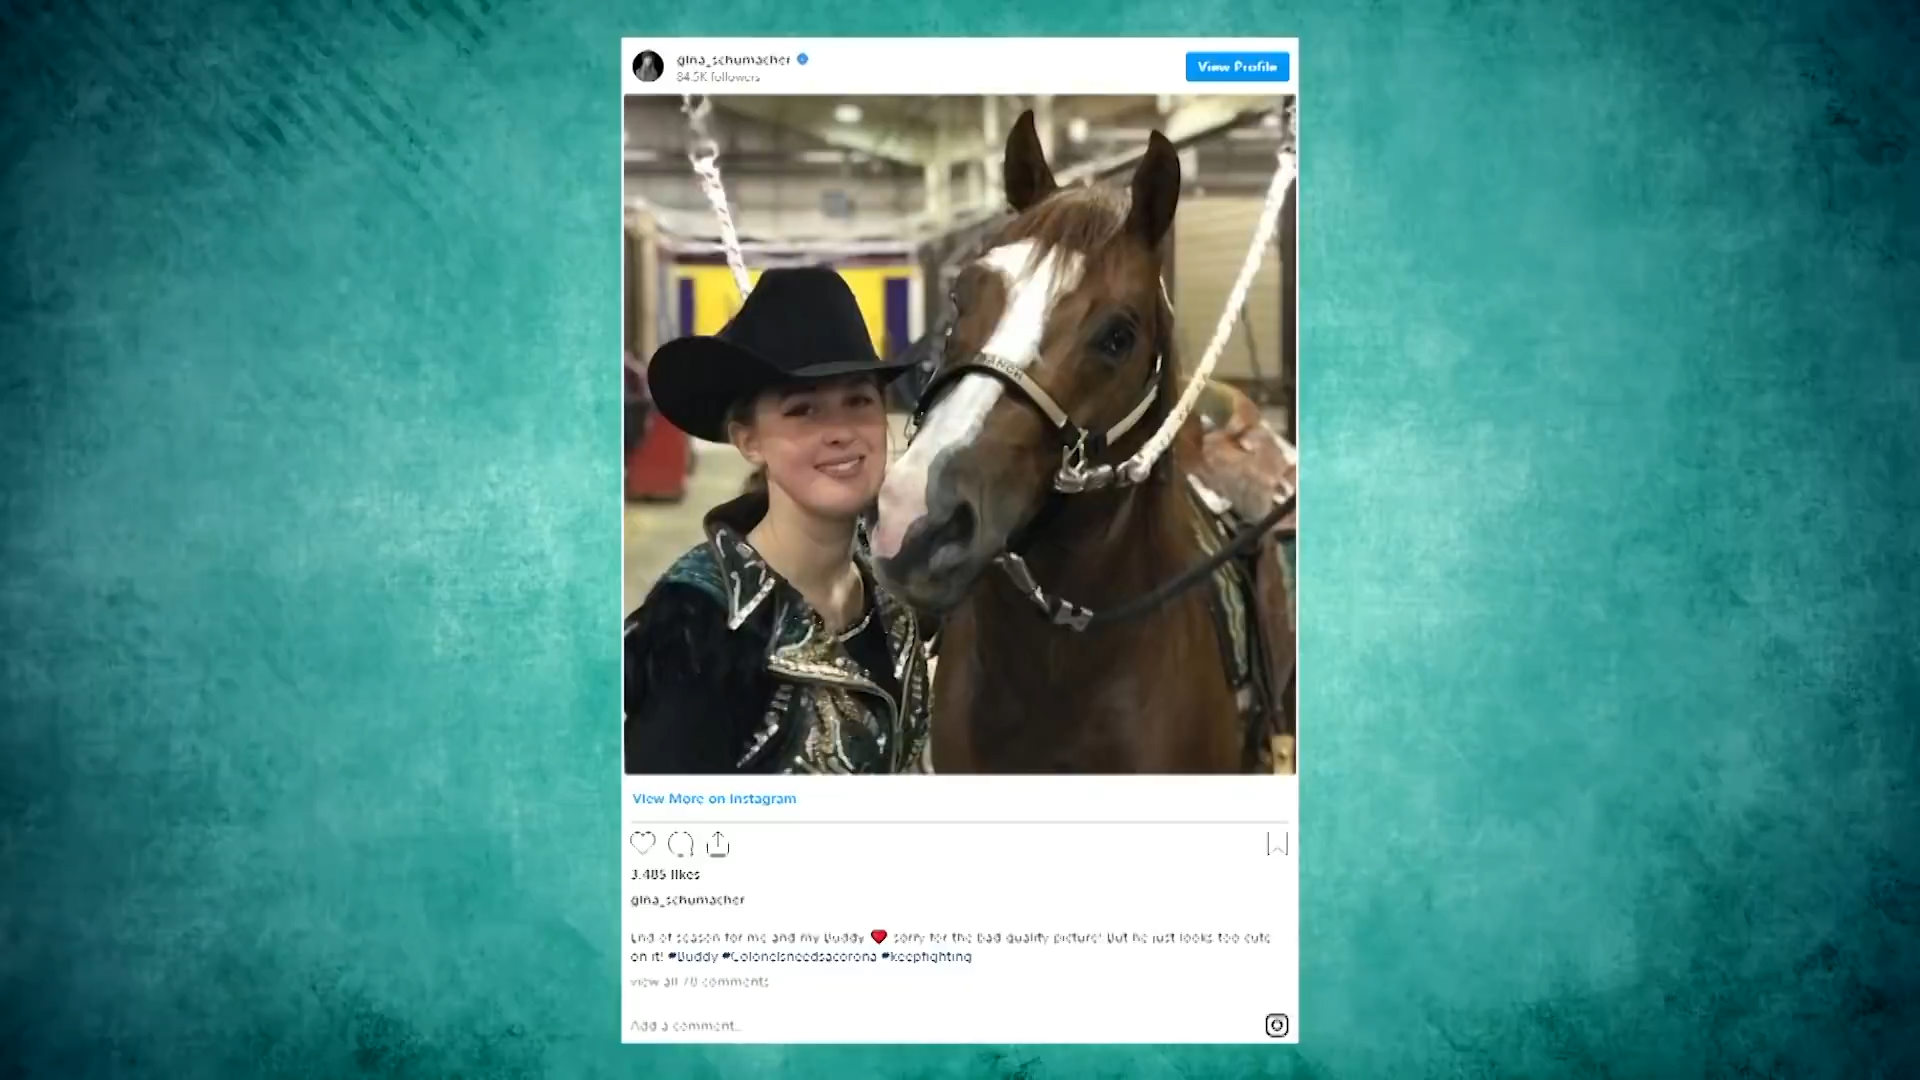 gina_schumacher
84.5K followers
View Profile
RANCH
View More on Instagram
3.485 likes
gina_schumacher
End of season for me and my Buddy ❤ sorry for the bad quality picture! But he just looks too cute
on it! #Buddy #Colonelsneedsacorona #keepfighting
view all 70 comments
Add a comment...